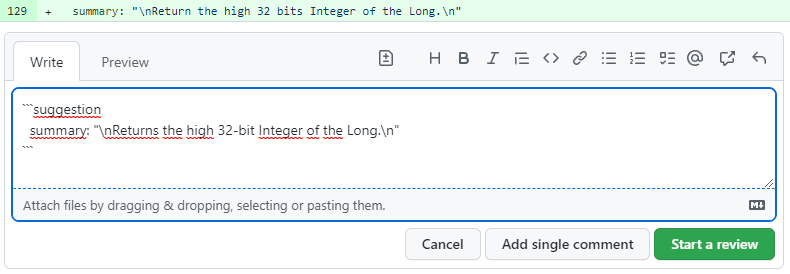 129 + summary: "\nReturn the high 32 bits Integer of the Long.\n"
Write Preview
```suggestion
summary: "\nReturns the high 32-bit Integer of the Long.\n"
```
Attach files by dragging & dropping, selecting or pasting them.
Cancel Add single comment Start a review